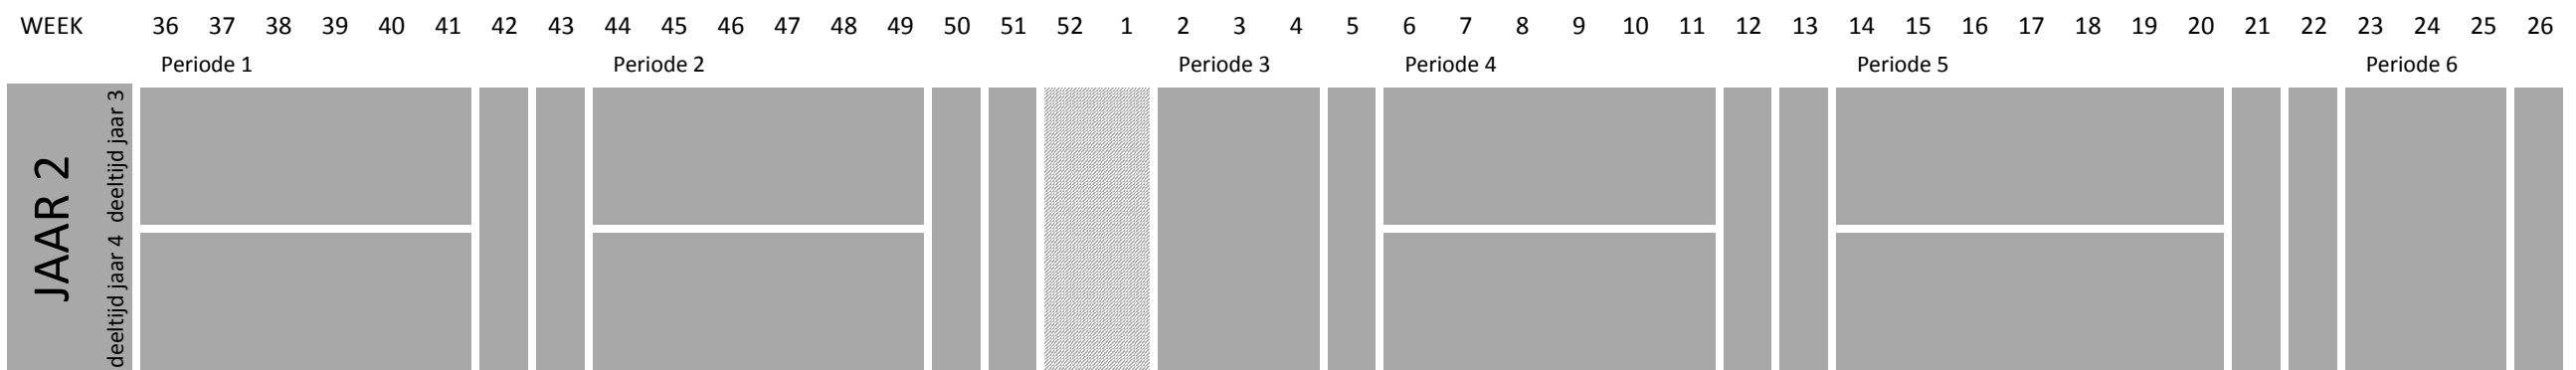 WEEK 36 37 38 39 40 41 42 43 44 45 46 47 48 49 50 51 52 1 2 3 4 5 6 7 8 9 10 11 12 13 14 15 16 17 18 19 20 21 22 23 24 25 26
Periode 1 Periode 2 Periode 3 Periode 4 Periode 5 Periode 6
JAAR 2
deeltijd jaar 4 deeltijd jaar 3